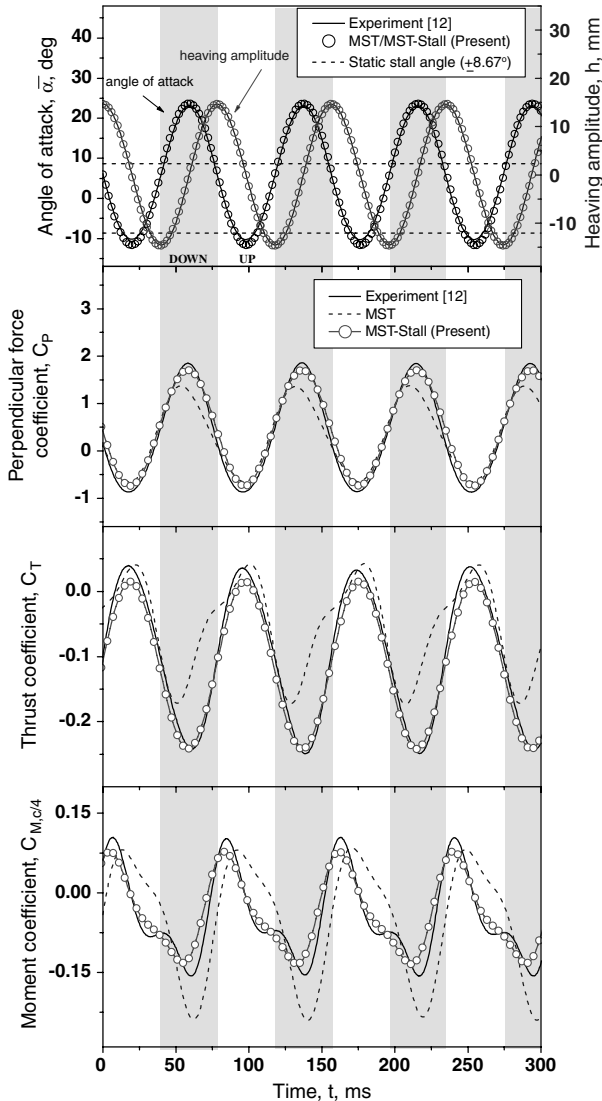 Experiment [12]
MST/MST-Stall (Present)
Static stall angle (±8.67°)
angle of attack
heaving amplitude
Angle of attack, α̅, deg
40
30
20
10
0
-10
Heaving amplitude, h, mm
30
20
10
0
-10
DOWN
UP
Experiment [12]
MST
MST-Stall (Present)
Perpendicular force
coefficient, C_P
3
2
1
0
-1
Thrust coefficient, C_T
0.0
-0.1
-0.2
Moment coefficient, C_M,c/4
0.15
0.00
-0.15
0
50
100
150
200
250
300
Time, t, ms